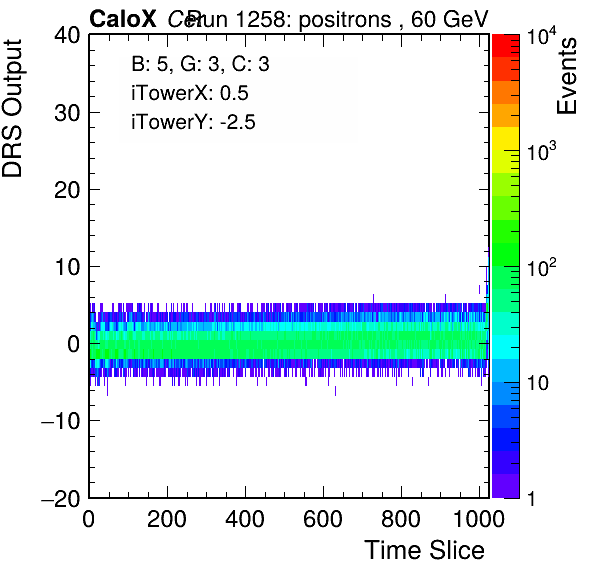 CaloX Cer Run 1258: positrons , 60 GeV
B: 5, G: 3, C: 3
iTowerX: 0.5
iTowerY: -2.5
DRS Output
40
30
20
10
0
−10
−20
0 200 400 600 800 1000
Time Slice
Events
10^4
10^3
10^2
10
1